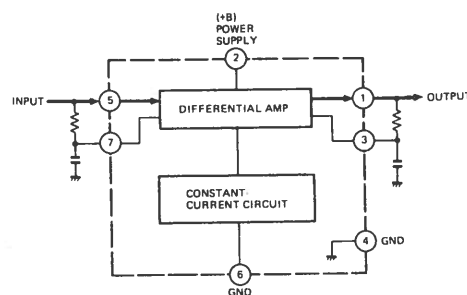 (+B)
POWER
SUPPLY
2
INPUT
5
DIFFERENTIAL AMP
1
OUTPUT
7
3
CONSTANT-
CURRENT CIRCUIT
4
GND
6
GND